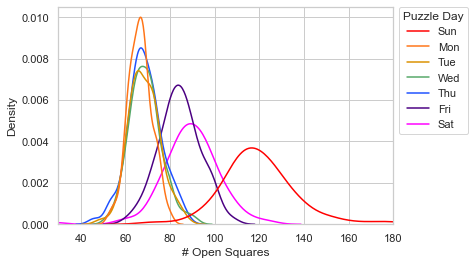 Puzzle Day
Sun
Mon
Tue
Wed
Thu
Fri
Sat
Density
0.010
0.008
0.006
0.004
0.002
0.000
40 60 80 100 120 140 160 180
# Open Squares